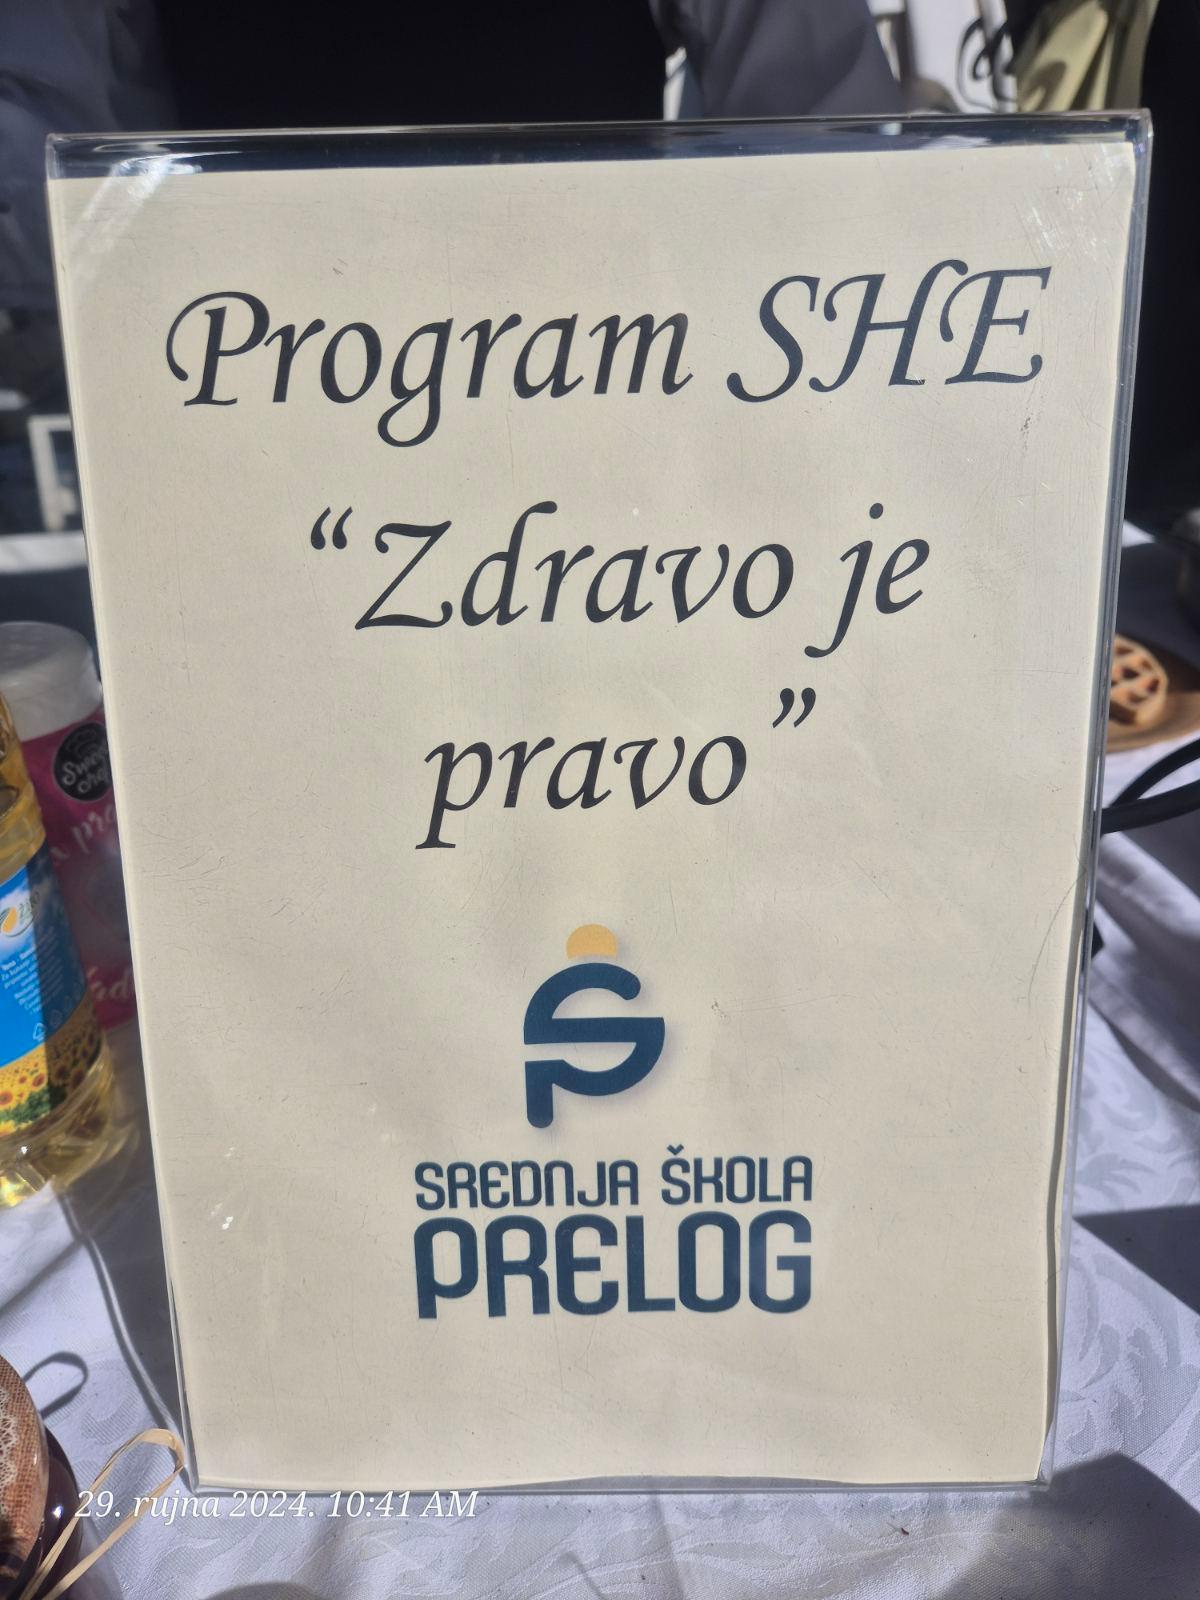 Program SHE
“Zdravo je
pravo”
SREDNJA ŠKOLA
PRELOG
29. rujna 2024. 10:41 AM